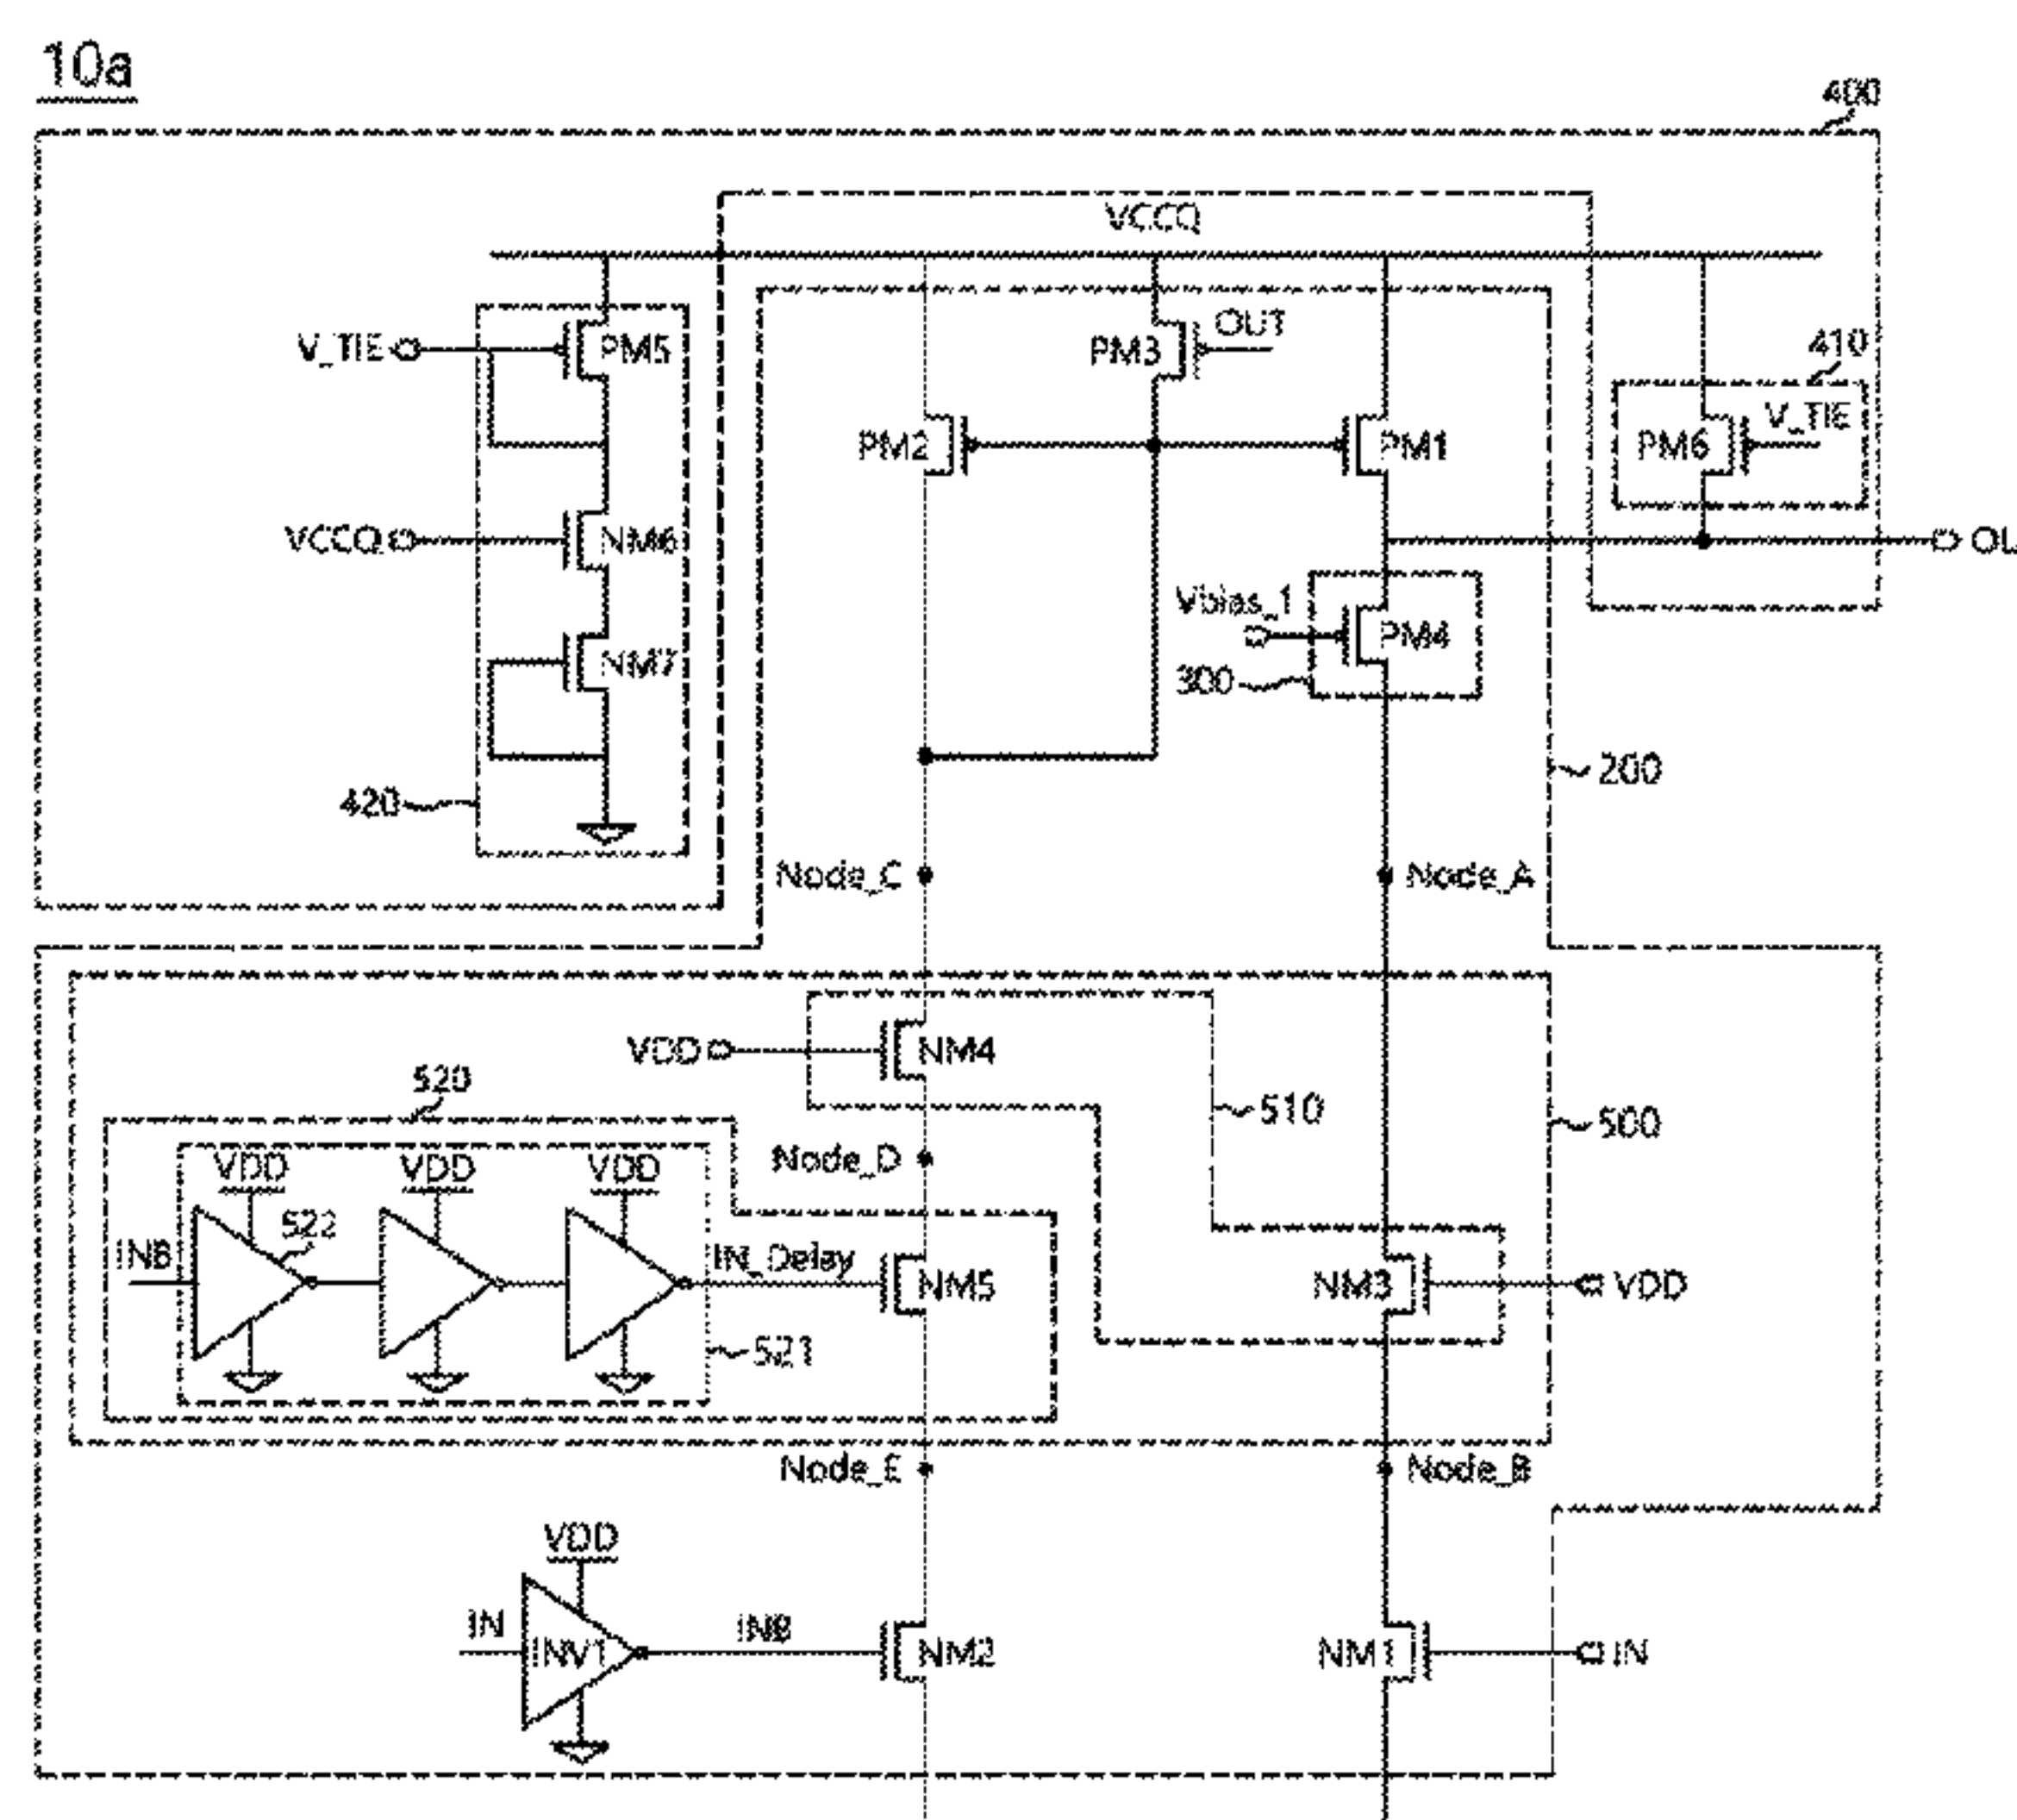 10a
400
VCCQ
V_TIE
PM5
PM3
OUT
410
V_TIE
PM2
PM1
PM6
VCCQ
NM6
OU
Vbias_1
PM4
NM7
300
200
420
Node_C
Node_A
VDD
NM4
520
510
500
Node_D
VDD
VDD
VDD
522
INB
IN_Delay
NM5
NM3
VDD
521
Node_E
Node_B
VDD
IN
INV1
INB
NM2
NM1
IN